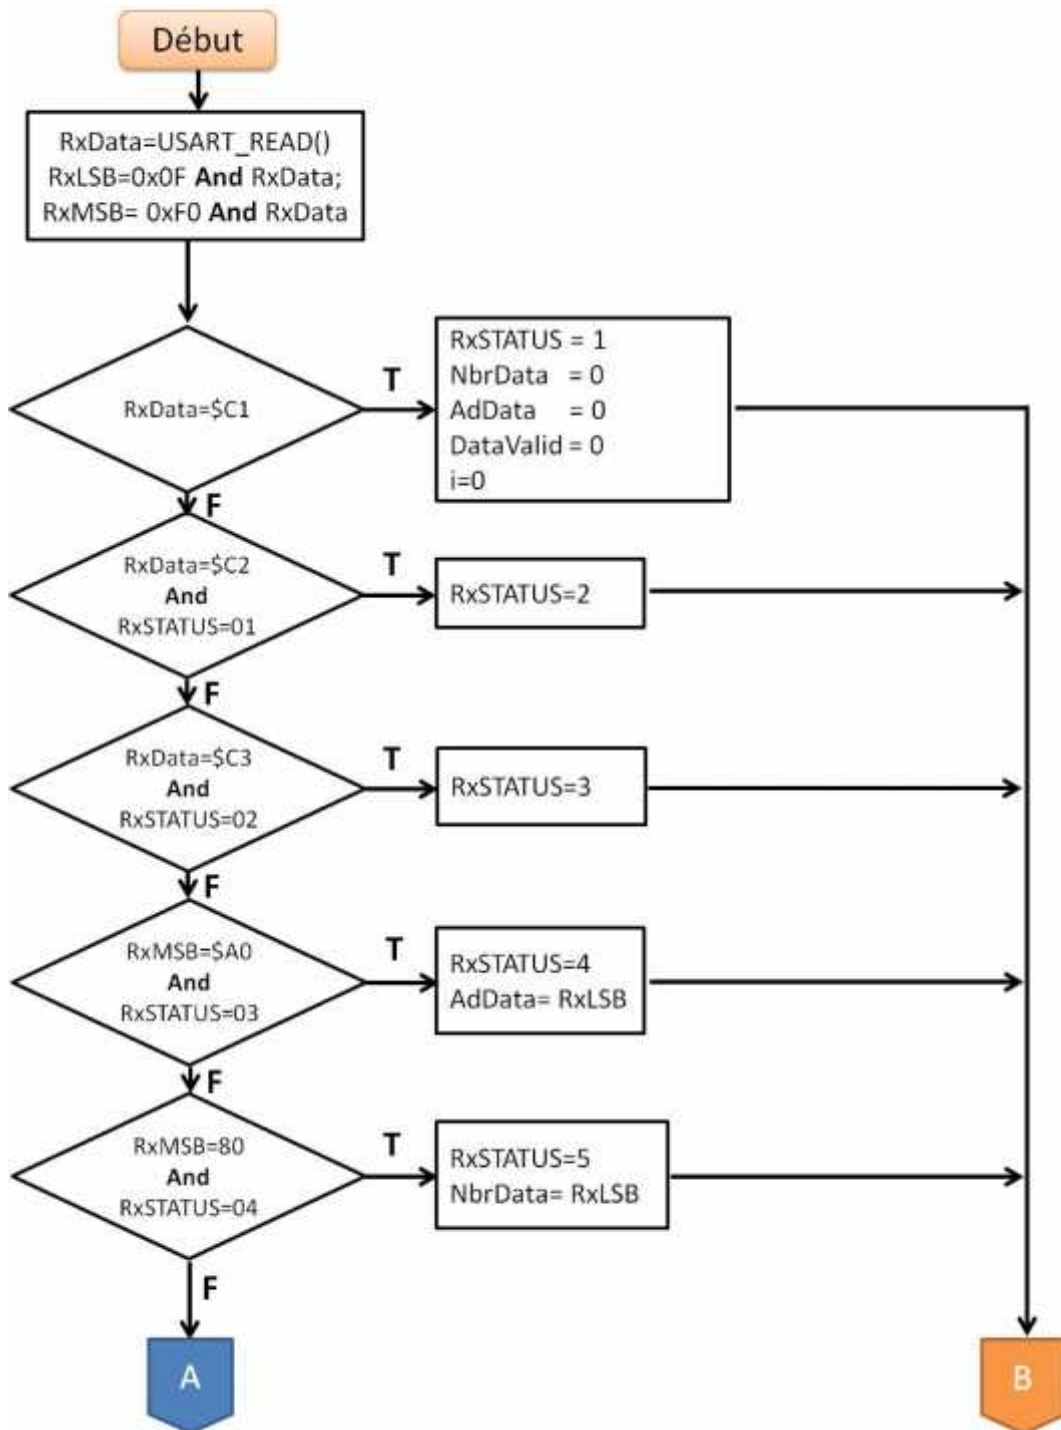 Début
RxData=USART_READ()
RxLSB=0x0F And RxData;
RxMSB= 0xF0 And RxData
RxData=$C1
T
RxSTATUS = 1
NbrData = 0
AdData = 0
DataValid = 0
i=0
F
RxData=$C2
And
RxSTATUS=01
T
RxSTATUS=2
F
RxData=$C3
And
RxSTATUS=02
T
RxSTATUS=3
F
RxMSB=$A0
And
RxSTATUS=03
T
RxSTATUS=4
AdData= RxLSB
F
RxMSB=80
And
RxSTATUS=04
T
RxSTATUS=5
NbrData= RxLSB
F
A
B